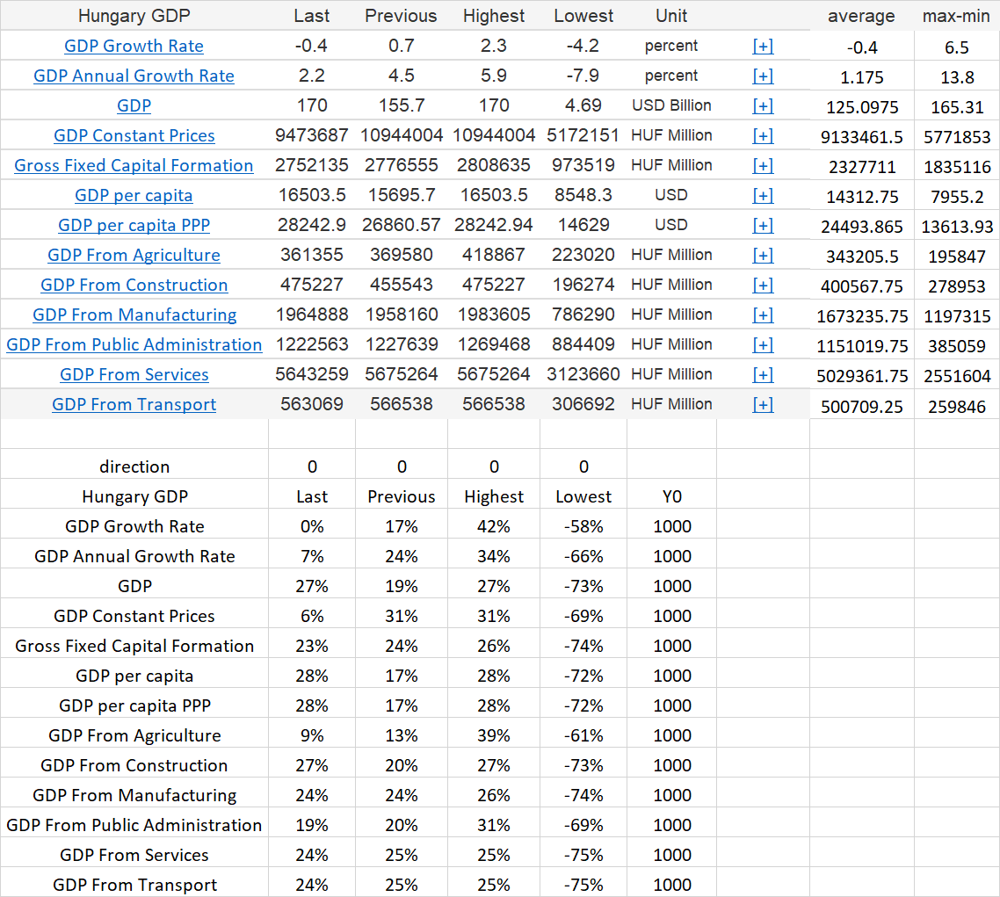 Hungary GDP Last Previous Highest Lowest Unit average max-min
GDP Growth Rate -0.4 0.7 2.3 -4.2 percent [+] -0.4 6.5
GDP Annual Growth Rate 2.2 4.5 5.9 -7.9 percent [+] 1.175 13.8
GDP 170 155.7 170 4.69 USD Billion [+] 125.0975 165.31
GDP Constant Prices 9473687 10944004 10944004 5172151 HUF Million [+] 9133461.5 5771853
Gross Fixed Capital Formation 2752135 2776555 2808635 973519 HUF Million [+] 2327711 1835116
GDP per capita 16503.5 15695.7 16503.5 8548.3 USD [+] 14312.75 7955.2
GDP per capita PPP 28242.9 26860.57 28242.94 14629 USD [+] 24493.865 13613.93
GDP From Agriculture 361355 369580 418867 223020 HUF Million [+] 343205.5 195847
GDP From Construction 475227 455543 475227 196274 HUF Million [+] 400567.75 278953
GDP From Manufacturing 1964888 1958160 1983605 786290 HUF Million [+] 1673235.75 1197315
GDP From Public Administration 1222563 1227639 1269468 884409 HUF Million [+] 1151019.75 385059
GDP From Services 5643259 5675264 5675264 3123660 HUF Million [+] 5029361.75 2551604
GDP From Transport 563069 566538 566538 306692 HUF Million [+] 500709.25 259846
direction 0 0 0 0
Hungary GDP Last Previous Highest Lowest Y0
GDP Growth Rate 0% 17% 42% -58% 1000
GDP Annual Growth Rate 7% 24% 34% -66% 1000
GDP 27% 19% 27% -73% 1000
GDP Constant Prices 6% 31% 31% -69% 1000
Gross Fixed Capital Formation 23% 24% 26% -74% 1000
GDP per capita 28% 17% 28% -72% 1000
GDP per capita PPP 28% 17% 28% -72% 1000
GDP From Agriculture 9% 13% 39% -61% 1000
GDP From Construction 27% 20% 27% -73% 1000
GDP From Manufacturing 24% 24% 26% -74% 1000
GDP From Public Administration 19% 20% 31% -69% 1000
GDP From Services 24% 25% 25% -75% 1000
GDP From Transport 24% 25% 25% -75% 1000